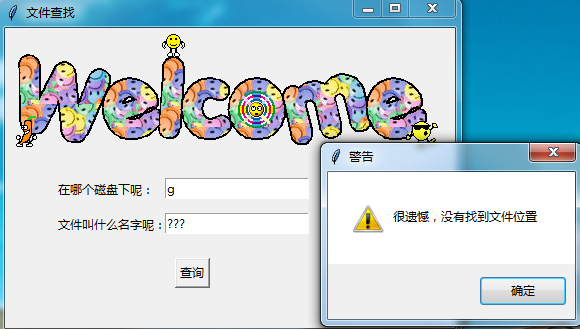 文件查找
Welcome
警告
很遗憾，没有找到文件位置
在哪个磁盘下呢：
g
文件叫什么名字呢：
???
查询
确定